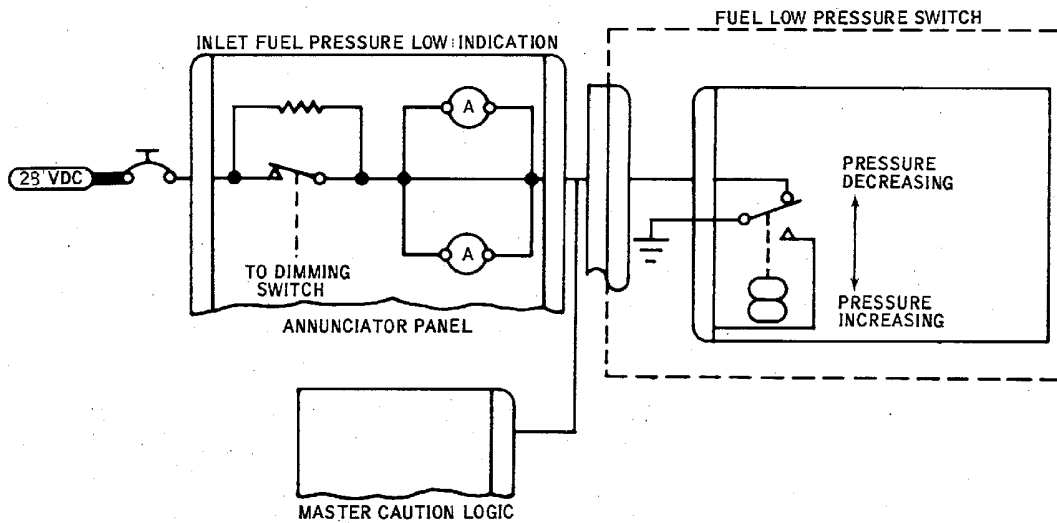 FUEL LOW PRESSURE SWITCH
INLET FUEL PRESSURE LOW INDICATION
A
28 VDC
PRESSURE
DECREASING
A
TO DIMMING
SWITCH
PRESSURE
INCREASING
ANNUNCIATOR PANEL
MASTER CAUTION LOGIC